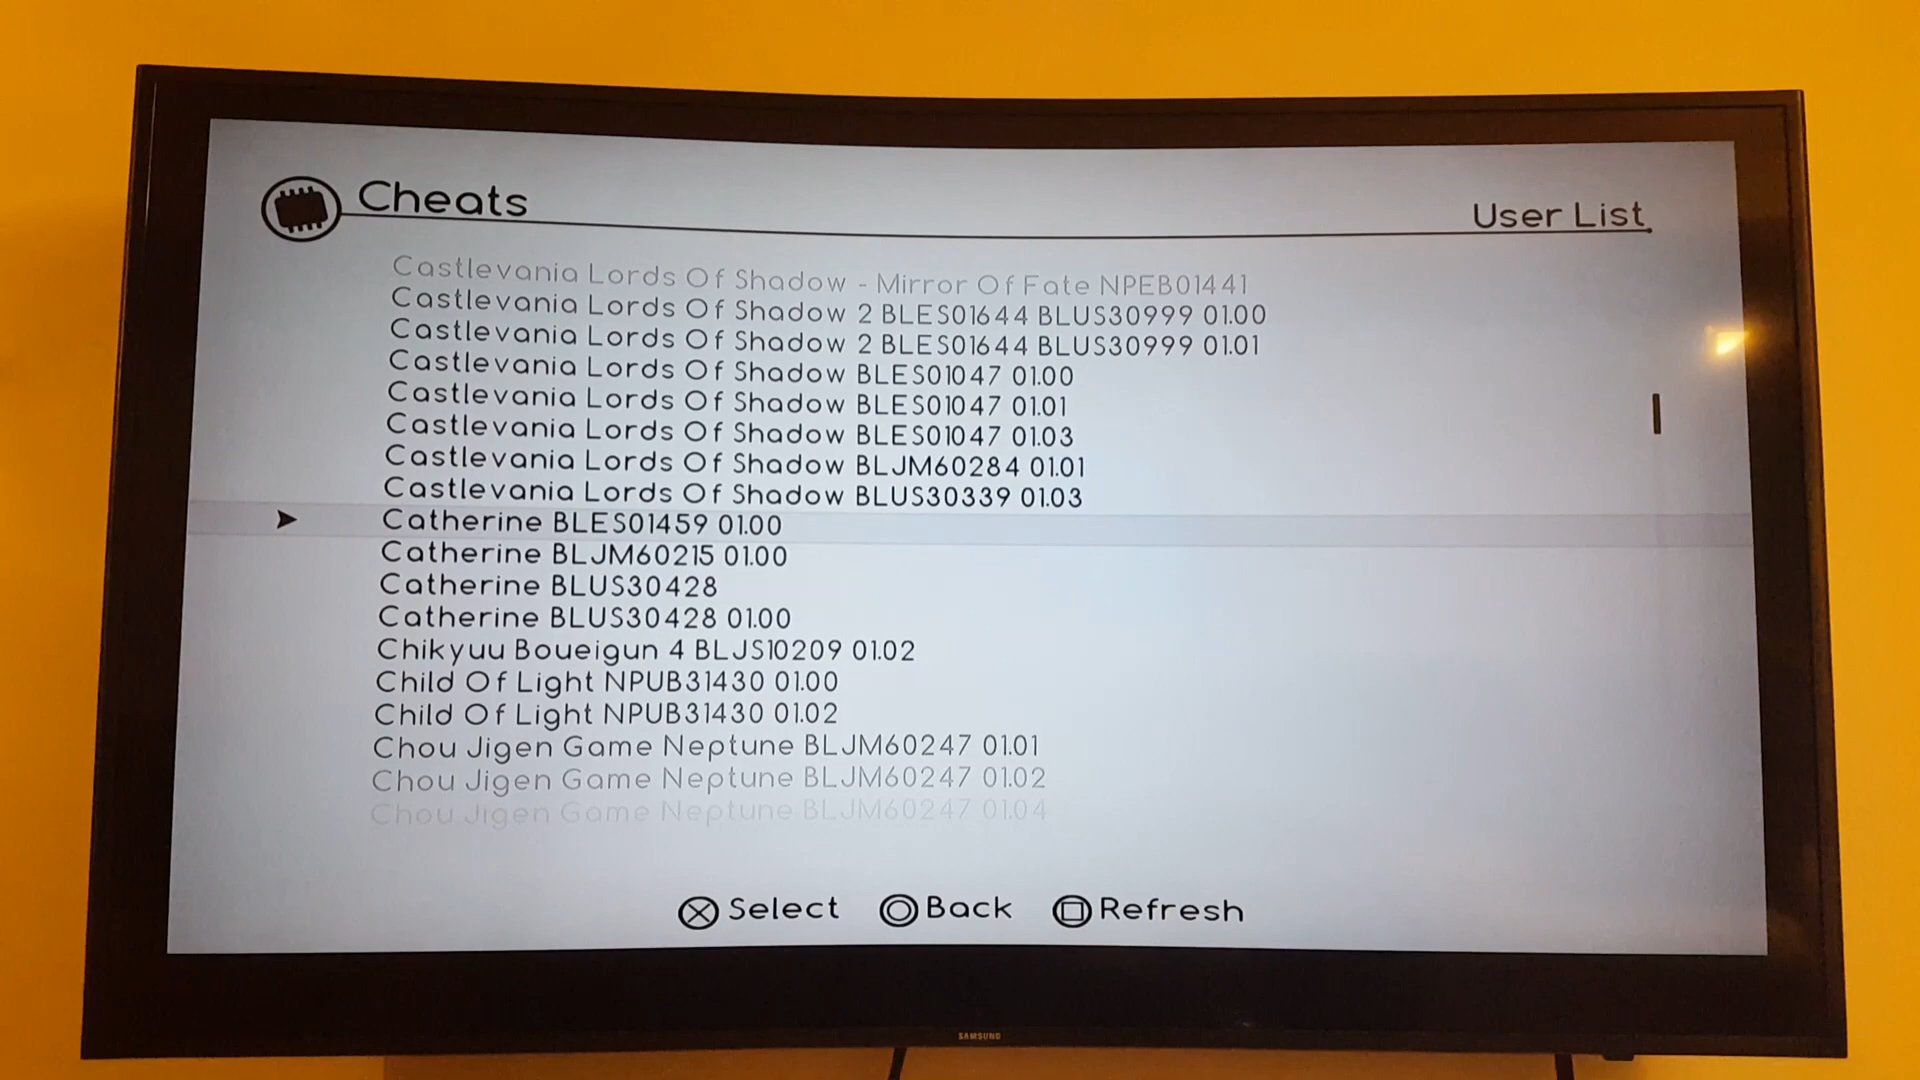 Cheats
User List
Castlevania Lords Of Shadow - Mirror Of Fate NPEB01441
Castlevania Lords Of Shadow 2 BLES01644 BLUS30999 01.00
Castlevania Lords Of Shadow 2 BLES01644 BLUS30999 01.01
Castlevania Lords Of Shadow BLES01047 01.00
Castlevania Lords Of Shadow BLES01047 01.01
Castlevania Lords Of Shadow BLES01047 01.03
Castlevania Lords Of Shadow BLJM60284 01.01
Castlevania Lords Of Shadow BLUS30339 01.03
Catherine BLES01459 01.00
Catherine BLJM60215 01.00
Catherine BLUS30428
Catherine BLUS30428 01.00
Chikyuu Boueigun 4 BLJS10209 01.02
Child Of Light NPUB31430 01.00
Child Of Light NPUB31430 01.02
Chou Jigen Game Neptune BLJM60247 01.01
Chou Jigen Game Neptune BLJM60247 01.02
Chou Jigen Game Neptune BLJM60247 01.04
Select Back Refresh
SAMSUNG